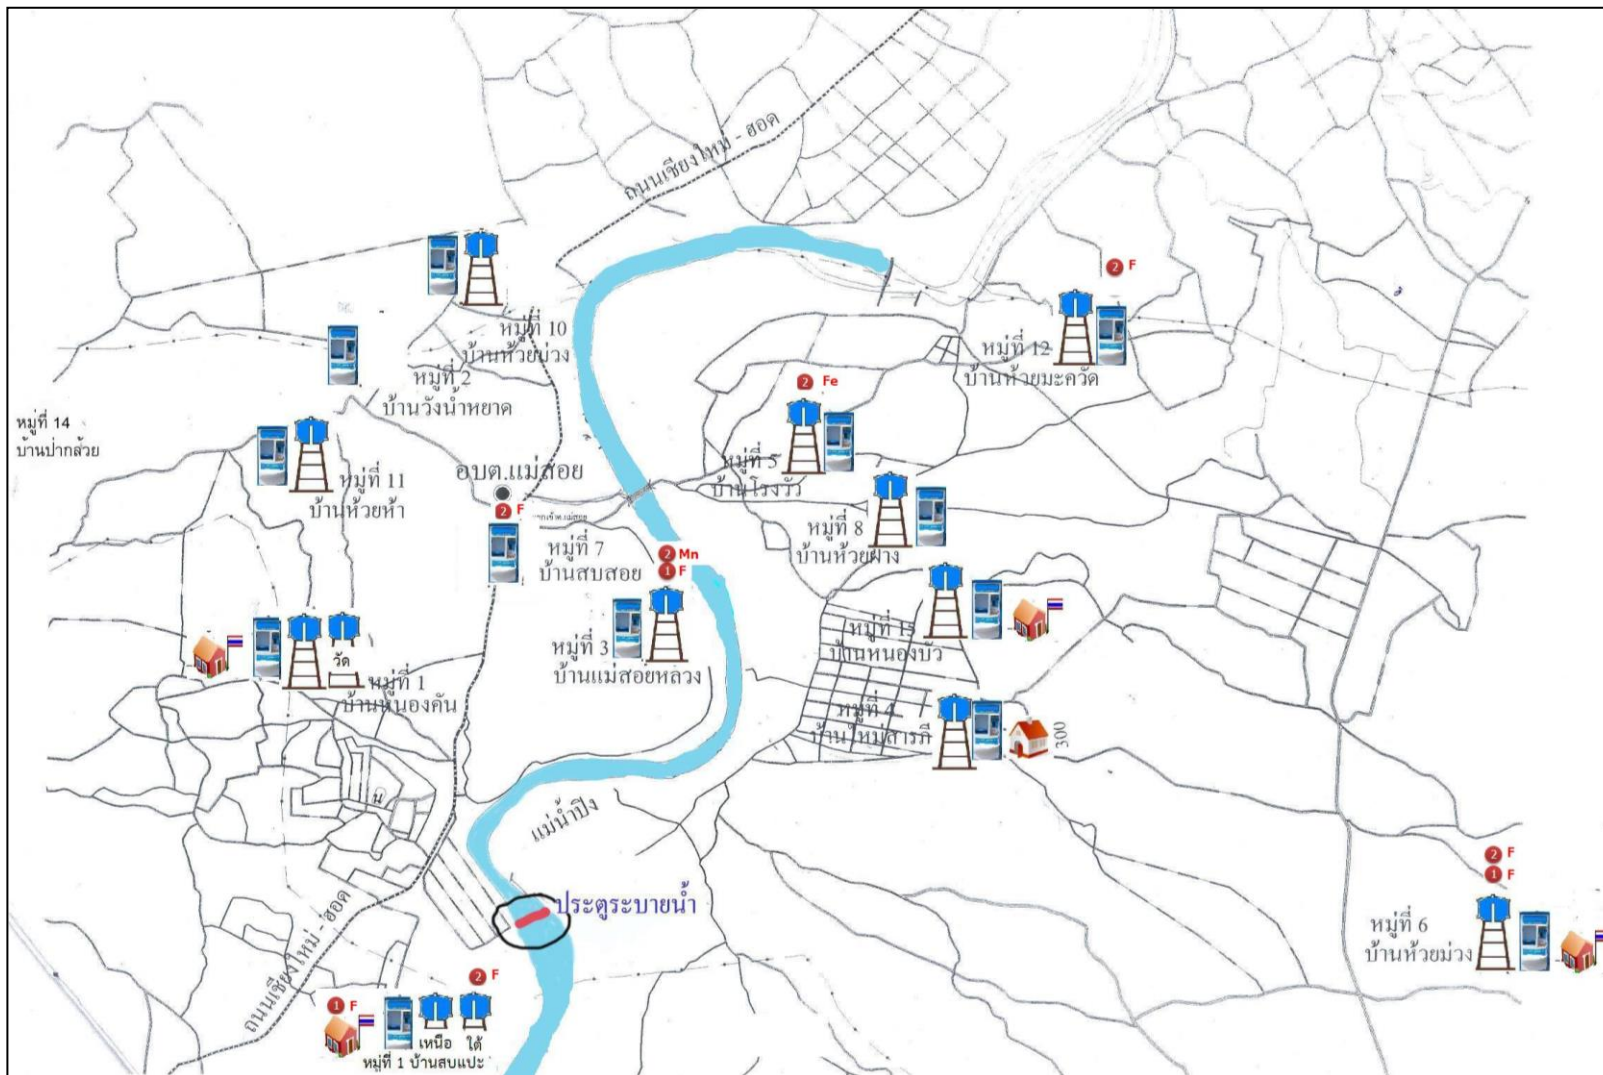 ถนนเชียงใหม่ - ฮอด
2 F
หมู่ที่ 10
บ้านห้วยม่วง
หมู่ที่ 12
บ้านห้วยมะควัด
หมู่ที่ 2
บ้านวังน้ำหยาด
2 Fe
หมู่ที่ 14
บ้านปากส้วย
หมู่ที่ 5
บ้านโรงวัว
หมู่ที่ 11
บ้านห้วยห้า
อบต.แม่สอย
2 F
หมู่ที่ 8
บ้านห้วยฝาง
หมู่ที่ 7
บ้านสบสอย
2 Mn
1 F
หมู่ที่ 3
บ้านแม่สอยหลวง
บ้านหนองบัว
วัด
หมู่ที่ 1
บ้านหนองคัน
หมู่ที่ 4
บ้านใหม่สารภี
300
น
แม่น้ำปิง
2 F
1 F
ประตูระบายน้ำ
หมู่ที่ 6
บ้านห้วยม่วง
ถนนเชียงใหม่ - ฮอด
2 F
1 F
เหนือ ใต้
หมู่ที่ 1 บ้านสบแปะ